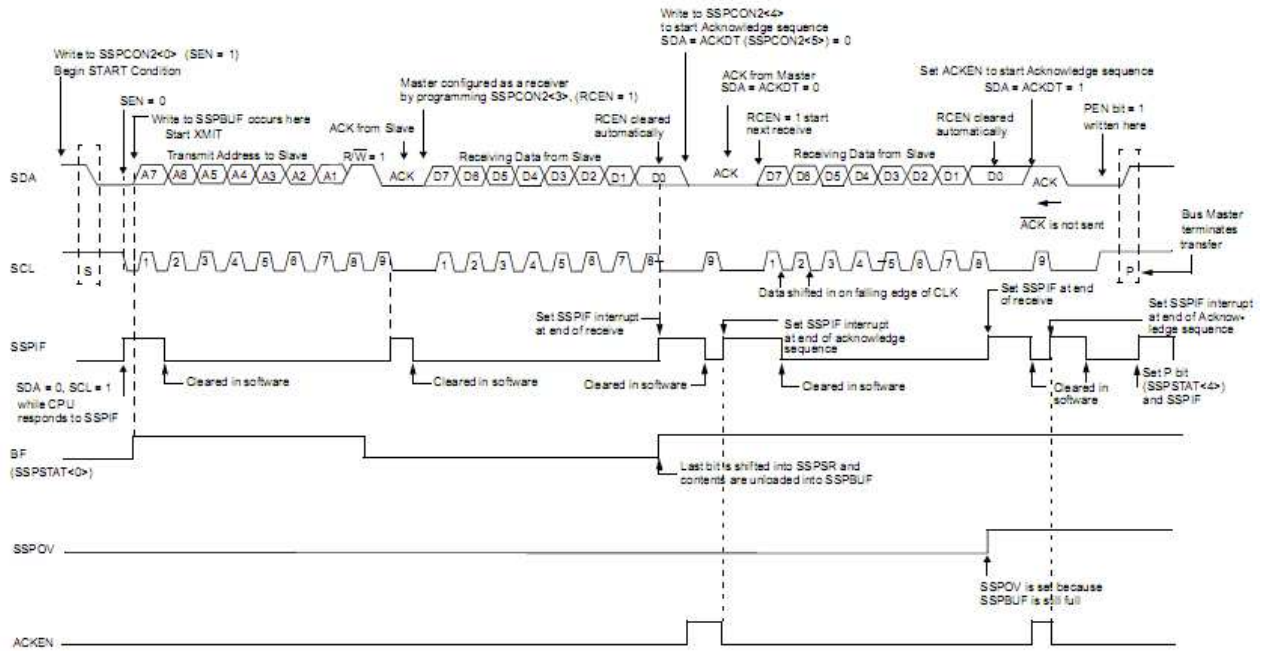 Write to SSPCON2<4>
to start Acknowledge sequence
SDA = ACKDT (SSPCON2<5>) = 0
Write to SSPCON2<0> (SEN = 1)
Begin START Condition
ACK from Master
SDA = ACKDT = 0
Set ACKEN to start Acknowledge sequence
SDA = ACKDT = 1
Master configured as a receiver
by programming SSPCON2<3>, (RCEN = 1)
SEN = 0
PEN bit = 1
written here
Write to SSPBUF occurs here
Start XMIT
ACK from Slave
RCEN cleared
automatically
RCEN = 1 start
next receive
RCEN cleared
automatically
Transmit Address to Slave
R/W = 1
Receiving Data from Slave
Receiving Data from Slave
SDA
A7 A6 A5 A4 A3 A2 A1
ACK
D7 D6 D5 D4 D3 D2 D1 D0
ACK
D7 D6 D5 D4 D3 D2 D1 D0
ACK
ACK is not sent
Bus Master
terminates
transfer
SCL
S
1 2 3 4 5 6 7 8 9
1 2 3 4 5 6 7 8
9
1 2 3 4 5 6 7 8
9
P
Data shifted in on falling edge of CLK
Set SSPIF at end
of receive
Set SSPIF interrupt
at end of receive
Set SSPIF interrupt
at end of acknowledge
sequence
Set SSPIF interrupt
at end of Acknow-
ledge sequence
SSPIF
SDA = 0, SCL = 1
while CPU
responds to SSPIF
Cleared in software
Cleared in software
Cleared in software
Cleared in software
Cleared in
software
Set P bit
(SSPSTAT<4>)
and SSPIF
BF
(SSPSTAT<0>)
Last bit is shifted into SSPSR and
contents are unloaded into SSPBUF
SSPOV
SSPOV is set because
SSPBUF is still full
ACKEN